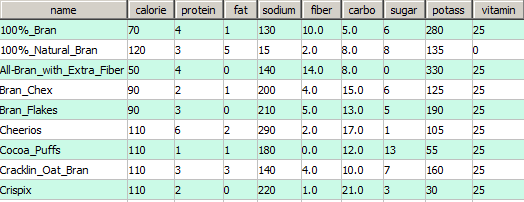 name calorie protein fat sodium fiber carbo sugar potass vitamin
100%_Bran 70 4 1 130 10.0 5.0 6 280 25
100%_Natural_Bran 120 3 5 15 2.0 8.0 8 135 0
All-Bran_with_Extra_Fiber 50 4 0 140 14.0 8.0 0 330 25
Bran_Chex 90 2 1 200 4.0 15.0 6 125 25
Bran_Flakes 90 3 0 210 5.0 13.0 5 190 25
Cheerios 110 6 2 290 2.0 17.0 1 105 25
Cocoa_Puffs 110 1 1 180 0.0 12.0 13 55 25
Cracklin_Oat_Bran 110 3 3 140 4.0 10.0 7 160 25
Crispix 110 2 0 220 1.0 21.0 3 30 25